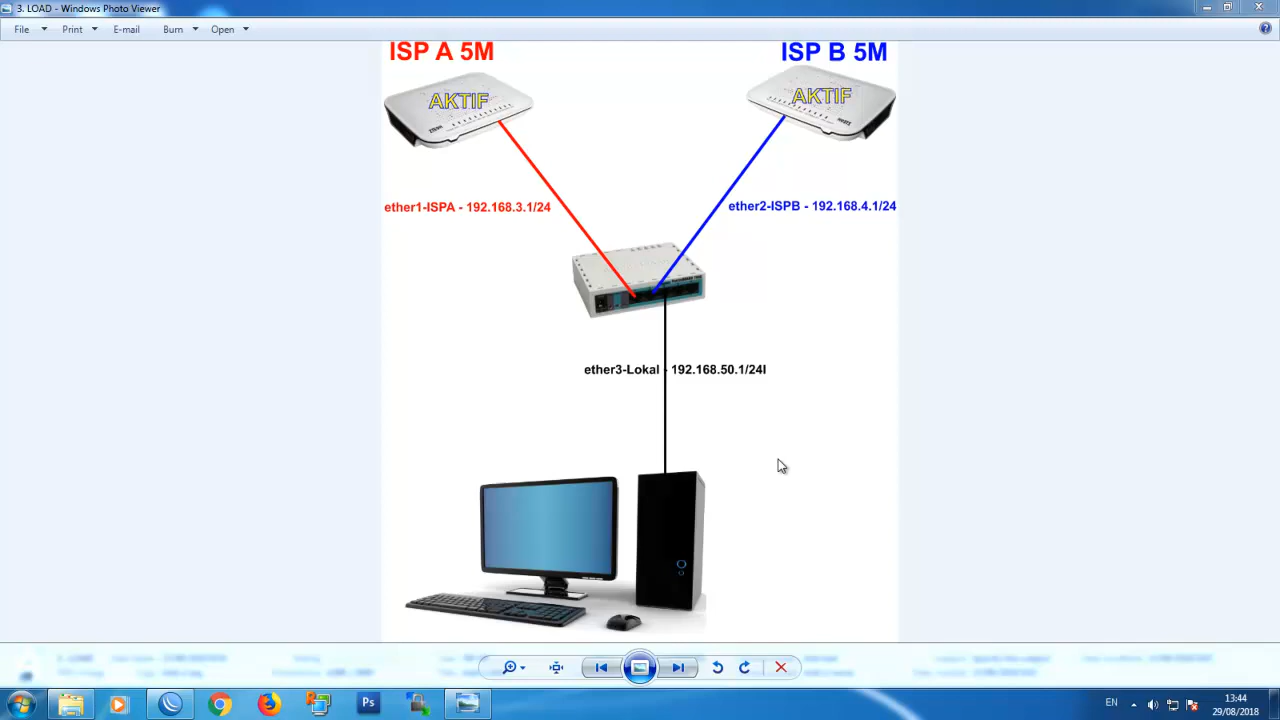 3. LOAD - Windows Photo Viewer
File Print E-mail Burn Open
ISP A 5M ISP B 5M
AKTIF AKTIF
ether1-ISPA - 192.168.3.1/24 ether2-ISPB - 192.168.4.1/24
ether3-Lokal - 192.168.50.1/24I
Ps
EN 13:44
29/08/2018